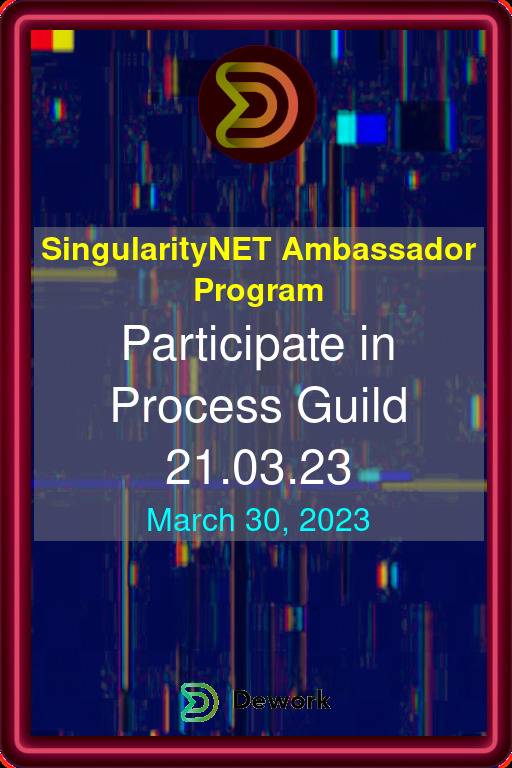 SingularityNET Ambassador
Program
Participate in
Process Guild
21.03.23
March 30, 2023
Dework